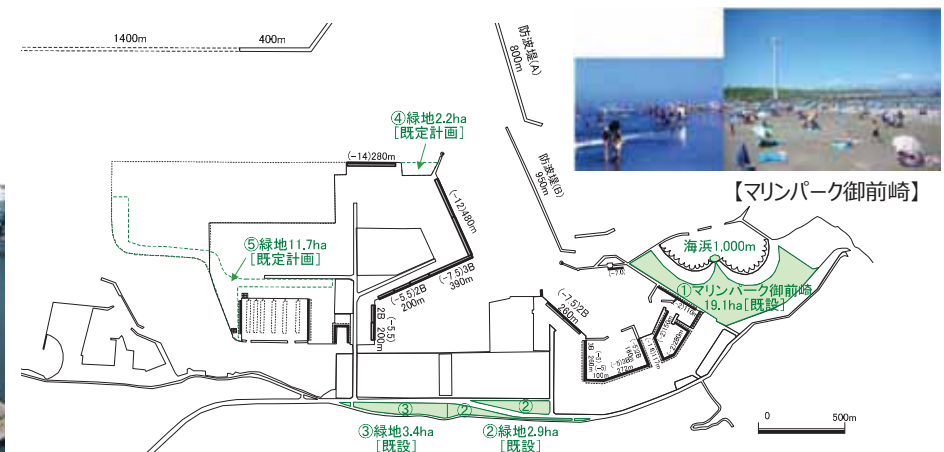 1400m
400m
防波堤(A)
800m
④緑地2.2ha
[既定計画]
(-14)280m
防波堤(B)
950m
【マリンパーク御前崎】
(-12)480m
海浜1,000m
⑤緑地11.7ha
[既定計画]
(-7.5)3B
390m
(-5.5)2B
200m
(-5.5)
2B 200m
(-7.5)2B
260m
①マリンパーク御前崎
19.1ha[既設]
(-5)3B
272m
(-5)
100m
③
②
②
③緑地3.4ha
[既設]
②緑地2.9ha
[既設]
0
500m